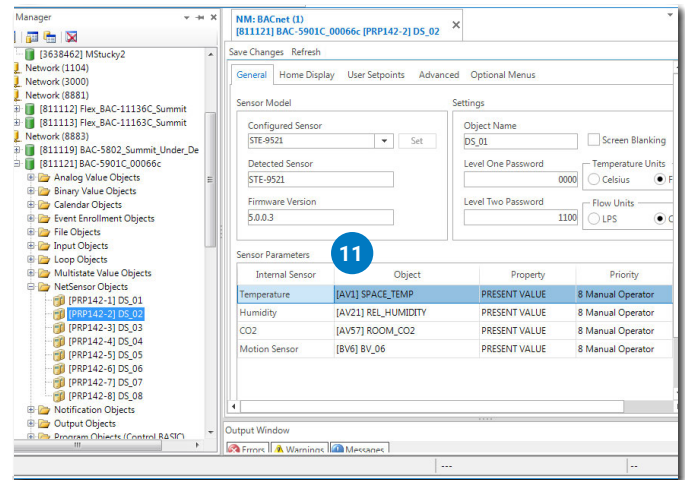 Manager
[3638462] MStucky2
Network (1104)
Network (3000)
Network (8881)
[811112] Flex_BAC-11136C_Summit
[811113] Flex_BAC-11163C_Summit
Network (8883)
[811119] BAC-5802_Summit_Under_De
[811121] BAC-5901C_00066c
Analog Value Objects
Binary Value Objects
Calendar Objects
Event Enrollment Objects
File Objects
Input Objects
Loop Objects
Multistate Value Objects
NetSensor Objects
[PRP142-1] DS_01
[PRP142-2] DS_02
[PRP142-3] DS_03
[PRP142-4] DS_04
[PRP142-5] DS_05
[PRP142-6] DS_06
[PRP142-7] DS_07
[PRP142-8] DS_08
Notification Objects
Output Objects
Program Objects (Control BASIC)
NM: BACnet (1)
[811121] BAC-5901C_00066c [PRP142-2] DS_02
Save Changes Refresh
General Home Display User Setpoints Advanced Optional Menus
Sensor Model
Configured Sensor
STE-9521 Set
Detected Sensor
STE-9521
Firmware Version
5.0.0.3
Settings
Object Name
DS_01 Screen Blanking
Level One Password
0000
Temperature Units
Celsius F
Level Two Password
1100
Flow Units
LPS C
11
Sensor Parameters
Internal Sensor Object Property Priority
Temperature [AV1] SPACE_TEMP PRESENT VALUE 8 Manual Operator
Humidity [AV21] REL_HUMIDITY PRESENT VALUE 8 Manual Operator
CO2 [AV57] ROOM_CO2 PRESENT VALUE 8 Manual Operator
Motion Sensor [BV6] BV_06 PRESENT VALUE 8 Manual Operator
Output Window
Errors Warnings Messages
--- --